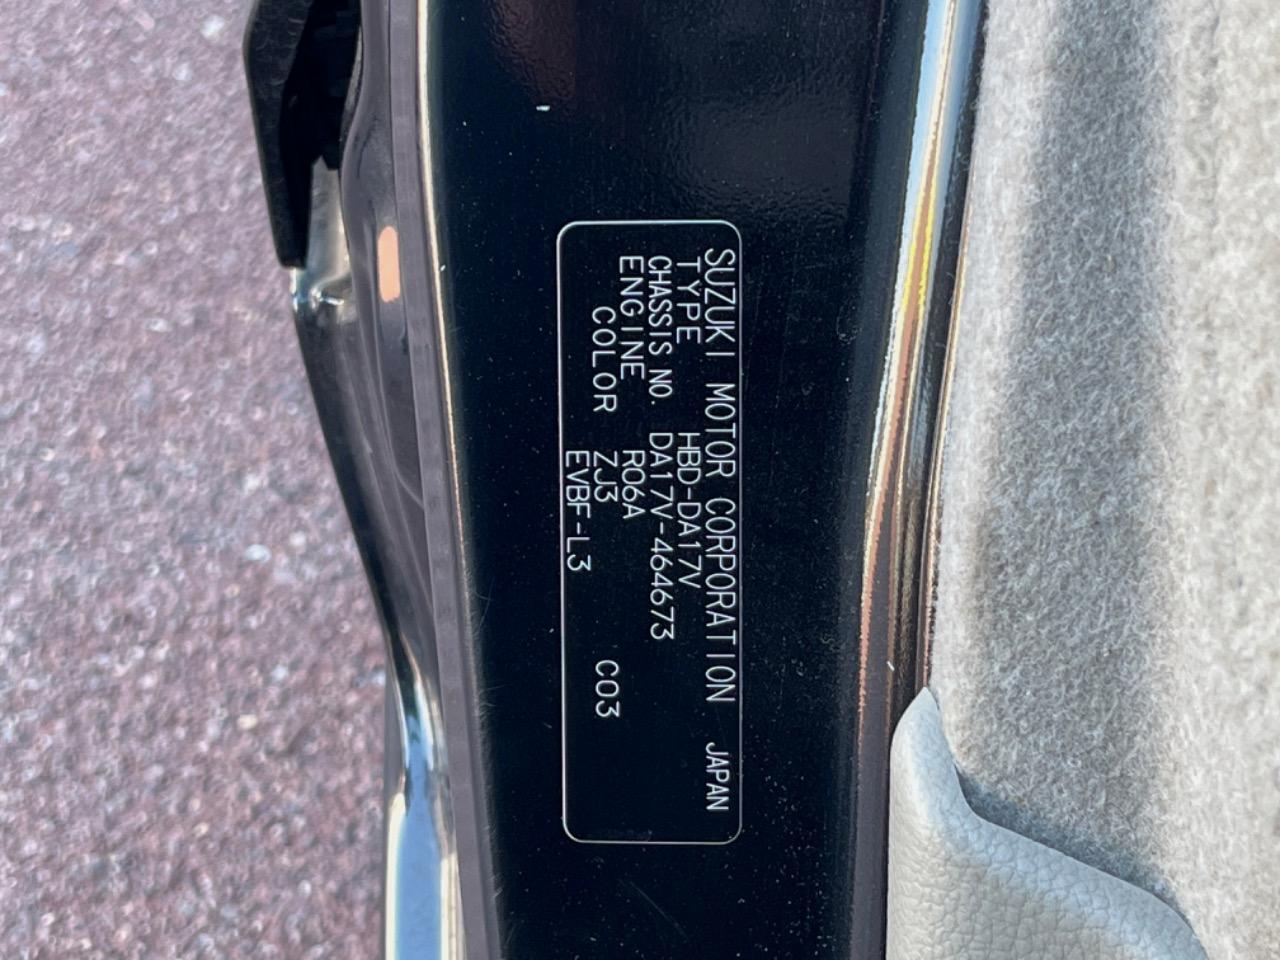 SUZUKI MOTOR CORPORATION JAPAN
TYPE HBD-DA17V
CHASSIS NO. DA17V-464673
ENGINE R06A
COLOR ZJ3 C03
EVBF-L3